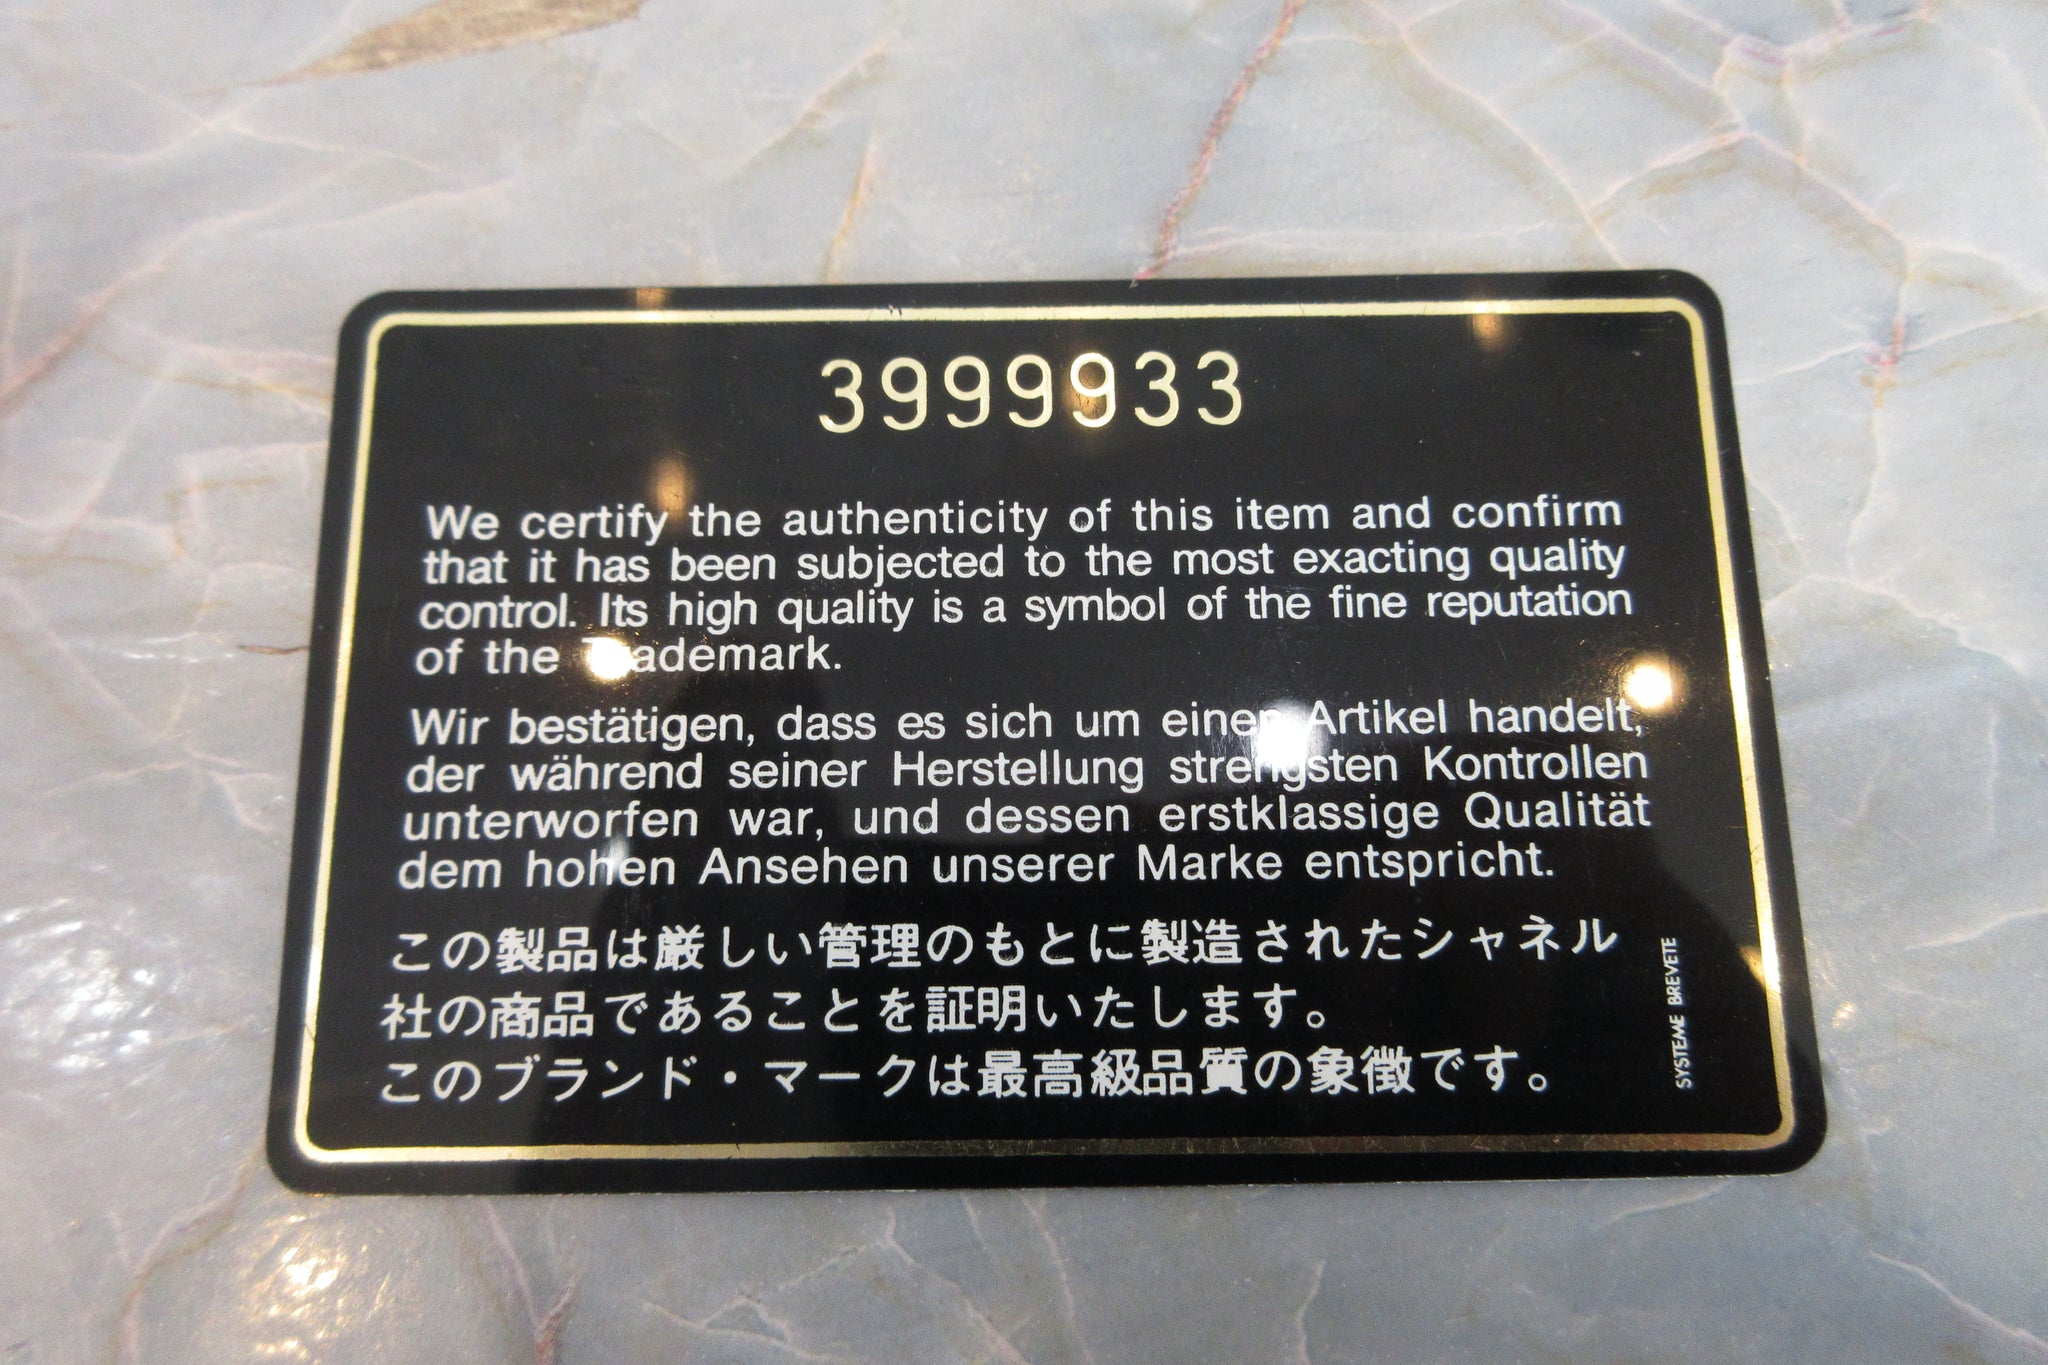 3999933
We certify the authenticity of this item and confirm
that it has been subjected to the most exacting quality
control. Its high quality is a symbol of the fine reputation
of the Trademark.
Wir bestätigen, dass es sich um einen Artikel handelt,
der während seiner Herstellung strengsten Kontrollen
unterworfen war, und dessen erstklassige Qualität
dem hohen Ansehen unserer Marke entspricht.
この製品は厳しい管理のもとに製造されたシャネル
社の商品であることを証明いたします。
このブランド・マークは最高級品質の象徴です。
SYSTEME BREVETE